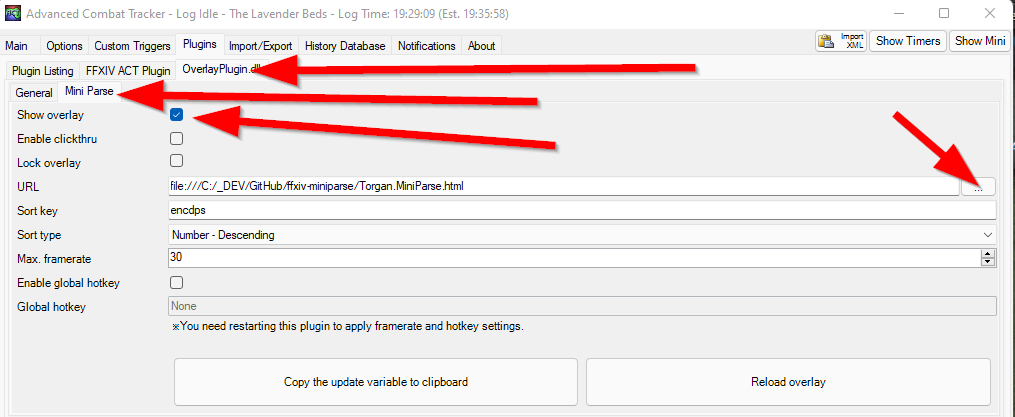 Advanced Combat Tracker - Log Idle - The Lavender Beds - Log Time: 19:29:09 (Est. 19:35:58)
Main Options Custom Triggers Plugins Import/Export History Database Notifications About Import XML Show Timers Show Mini
Plugin Listing FFXIV ACT Plugin OverlayPlugin.dll
General Mini Parse
Show overlay
Enable clickthru
Lock overlay
URL file:///C:/_DEV/GitHub/ffxiv-miniparse/Torgan.MiniParse.html ...
Sort key encdps
Sort type Number - Descending
Max. framerate 30
Enable global hotkey
Global hotkey None
※You need restarting this plugin to apply framerate and hotkey settings.
Copy the update variable to clipboard Reload overlay